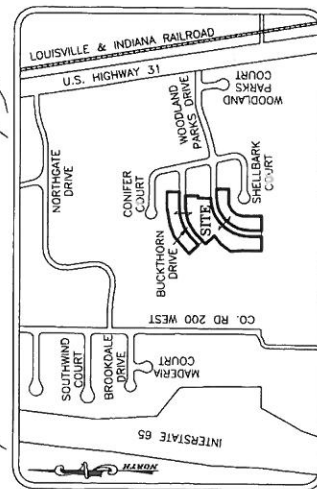 LOUISVILLE & INDIANA RAILROAD
U.S. HIGHWAY 31
NORTHGATE
DRIVE
WOODLAND
PARKS DRIVE
WOODLAND
PARKS
COURT
CONIFER
COURT
SHELLBARK
COURT
BUCKTHORN
DRIVE
SITE
CO. RD 200 WEST
SOUTHWIND
COURT
BROOKDALE
DRIVE
MADERIA
COURT
INTERSTATE 65
NORTH